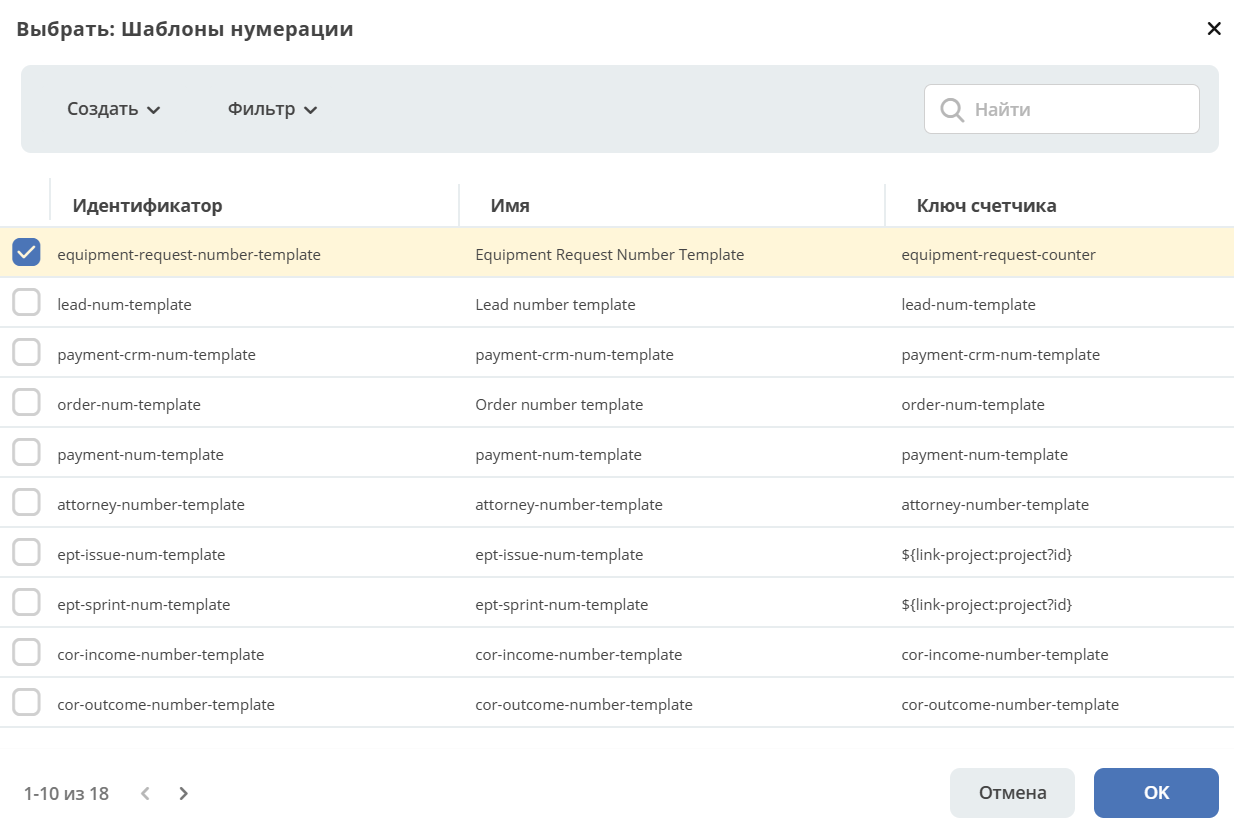 Выбрать: Шаблоны нумерации
Создать Фильтр Найти
Идентификатор Имя Ключ счетчика
equipment-request-number-template Equipment Request Number Template equipment-request-counter
lead-num-template Lead number template lead-num-template
payment-crm-num-template payment-crm-num-template payment-crm-num-template
order-num-template Order number template order-num-template
payment-num-template payment-num-template payment-num-template
attorney-number-template attorney-number-template attorney-number-template
ept-issue-num-template ept-issue-num-template ${link-project:project?id}
ept-sprint-num-template ept-sprint-num-template ${link-project:project?id}
cor-income-number-template cor-income-number-template cor-income-number-template
cor-outcome-number-template cor-outcome-number-template cor-outcome-number-template
1-10 из 18 Отмена OK